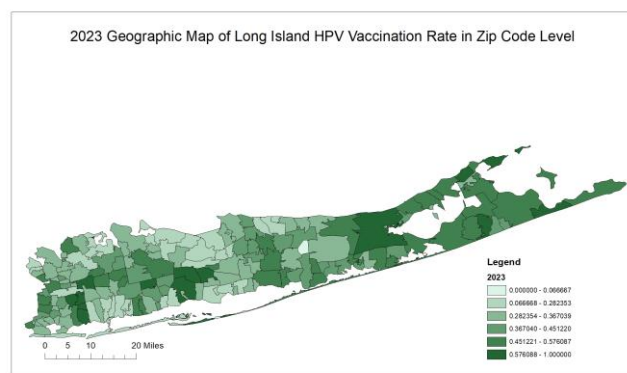 2023 Geographic Map of Long Island HPV Vaccination Rate in Zip Code Level
Legend
2023
0.000000 - 0.066667
0.066668 - 0.282353
0.282354 - 0.367039
0.367040 - 0.451220
0.451221 - 0.576087
0.576088 - 1.000000
0 5 10 20 Miles